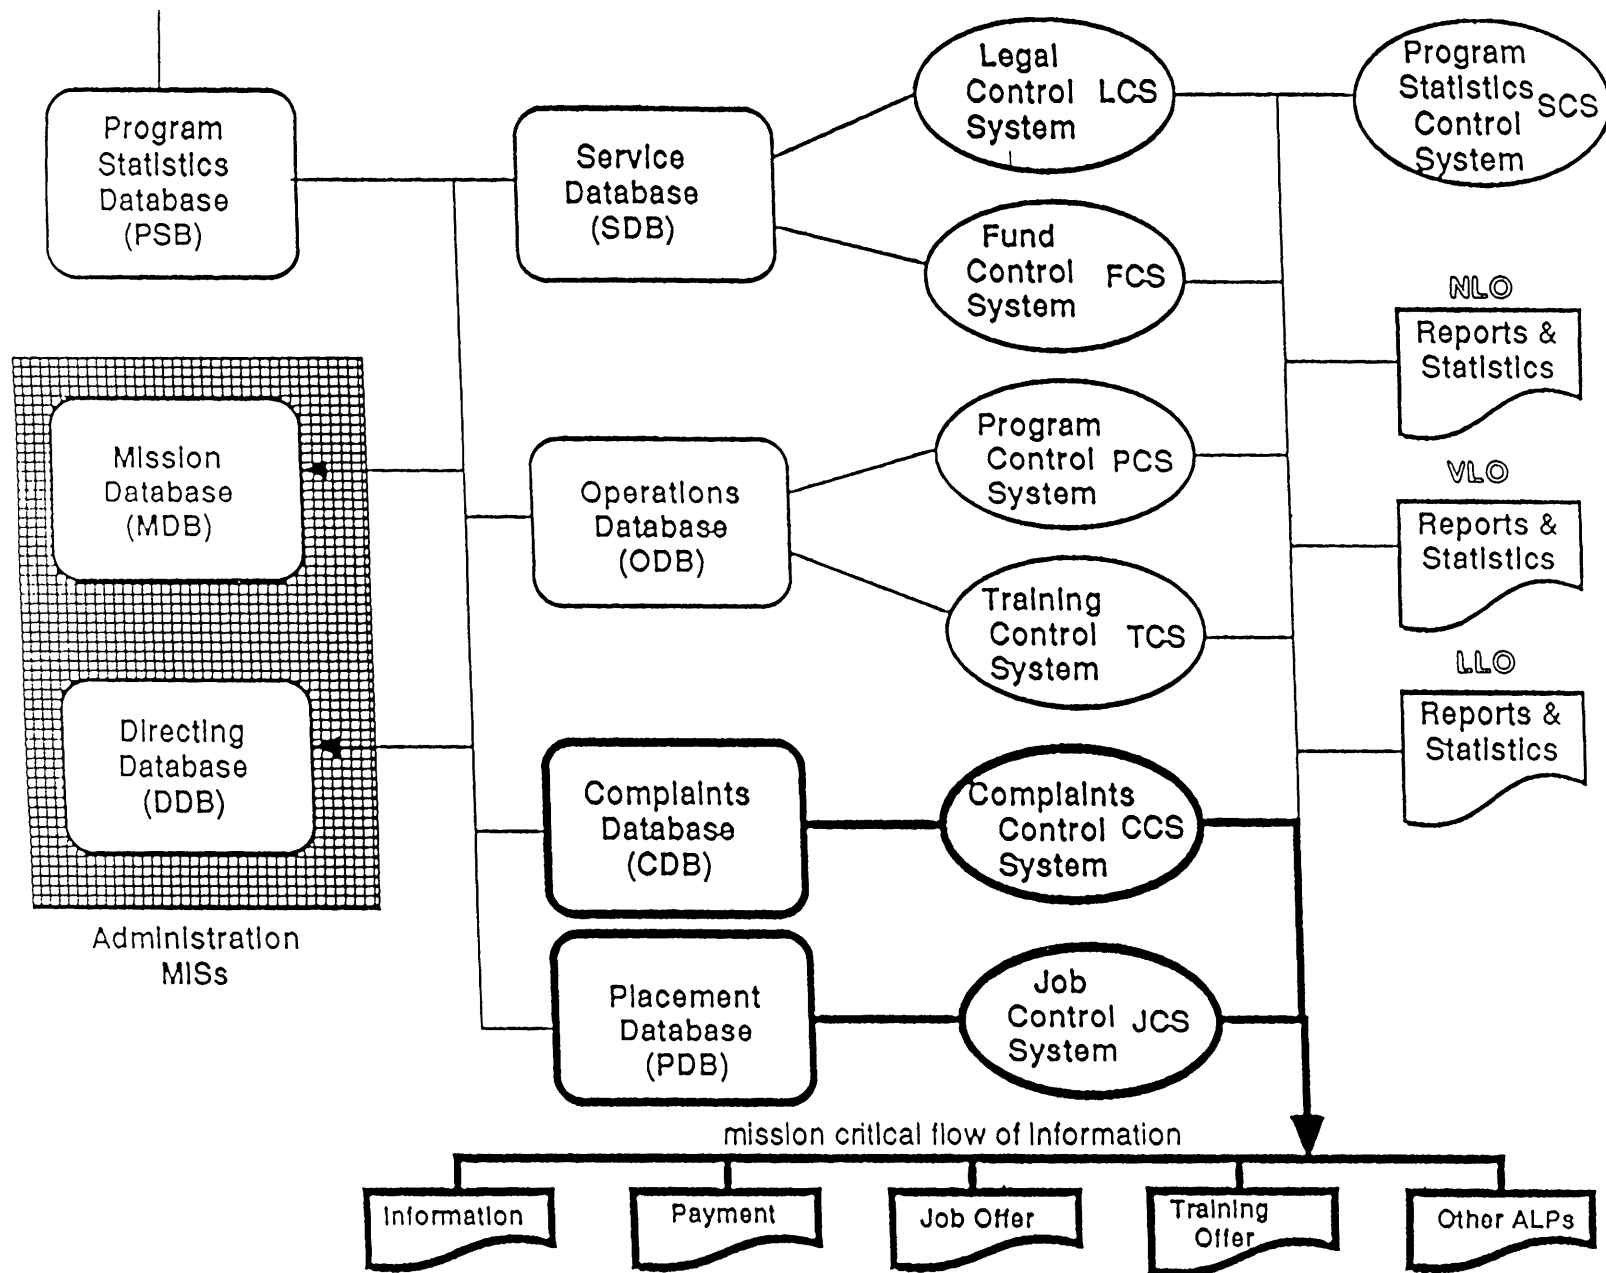 Program
Statistics
Database
(PSB)
Service
Database
(SDB)
Legal
Control LCS
System
Program
Statistics SCS
Control
System
Fund
Control FCS
System
NLO
Reports &
Statistics
Mission
Database
(MDB)
Operations
Database
(ODB)
Program
Control PCS
System
VLO
Reports &
Statistics
Training
Control TCS
System
LLO
Reports &
Statistics
Directing
Database
(DDB)
Complaints
Database
(CDB)
Complaints
Control CCS
System
Administration
MISs
Placement
Database
(PDB)
Job
Control JCS
System
mission critical flow of Information
Information
Payment
Job Offer
Training
Offer
Other ALPs